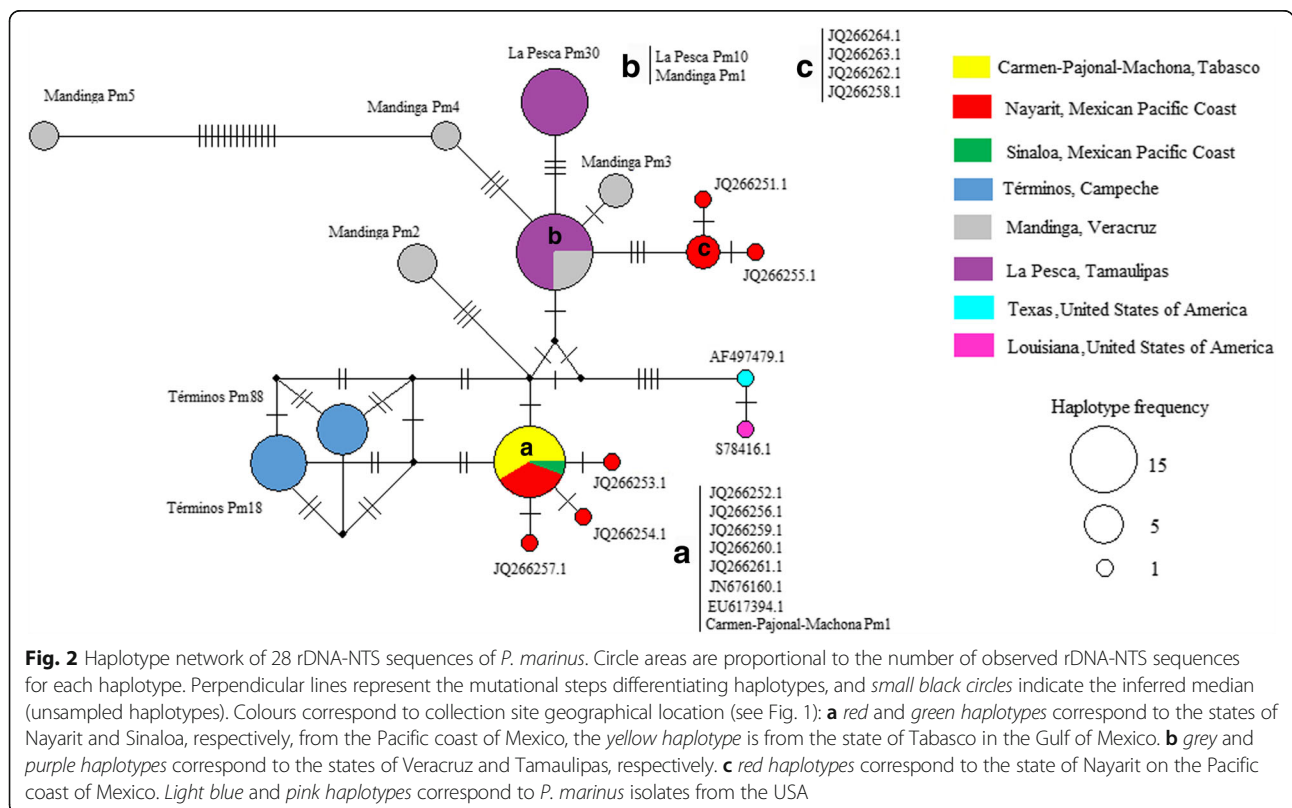 La Pesca Pm30
b
La Pesca Pm10
Mandinga Pm1
c
JQ266264.1
JQ266263.1
JQ266262.1
JQ266258.1
Carmen-Pajonal-Machona, Tabasco
Nayarit, Mexican Pacific Coast
Sinaloa, Mexican Pacific Coast
Términos, Campeche
Mandinga, Veracruz
La Pesca, Tamaulipas
Texas ,United States of America
Louisiana, United States of America
Mandinga Pm5
Mandinga Pm4
Mandinga Pm3
JQ266251.1
b
c
JQ266255.1
Mandinga Pm2
AF497479.1
Términos Pm88
S78416.1
Haplotype frequency
15
5
1
a
JQ266253.1
Términos Pm18
JQ266254.1
JQ266257.1
a
JQ266252.1
JQ266256.1
JQ266259.1
JQ266260.1
JQ266261.1
JN676160.1
EU617394.1
Carmen-Pajonal-Machona Pm1
Fig. 2 Haplotype network of 28 rDNA-NTS sequences of P. marinus. Circle areas are proportional to the number of observed rDNA-NTS sequences
for each haplotype. Perpendicular lines represent the mutational steps differentiating haplotypes, and small black circles indicate the inferred median
(unsampled haplotypes). Colours correspond to collection site geographical location (see Fig. 1): a red and green haplotypes correspond to the states of
Nayarit and Sinaloa, respectively, from the Pacific coast of Mexico, the yellow haplotype is from the state of Tabasco in the Gulf of Mexico. b grey and
purple haplotypes correspond to the states of Veracruz and Tamaulipas, respectively. c red haplotypes correspond to the state of Nayarit on the Pacific
coast of Mexico. Light blue and pink haplotypes correspond to P. marinus isolates from the USA